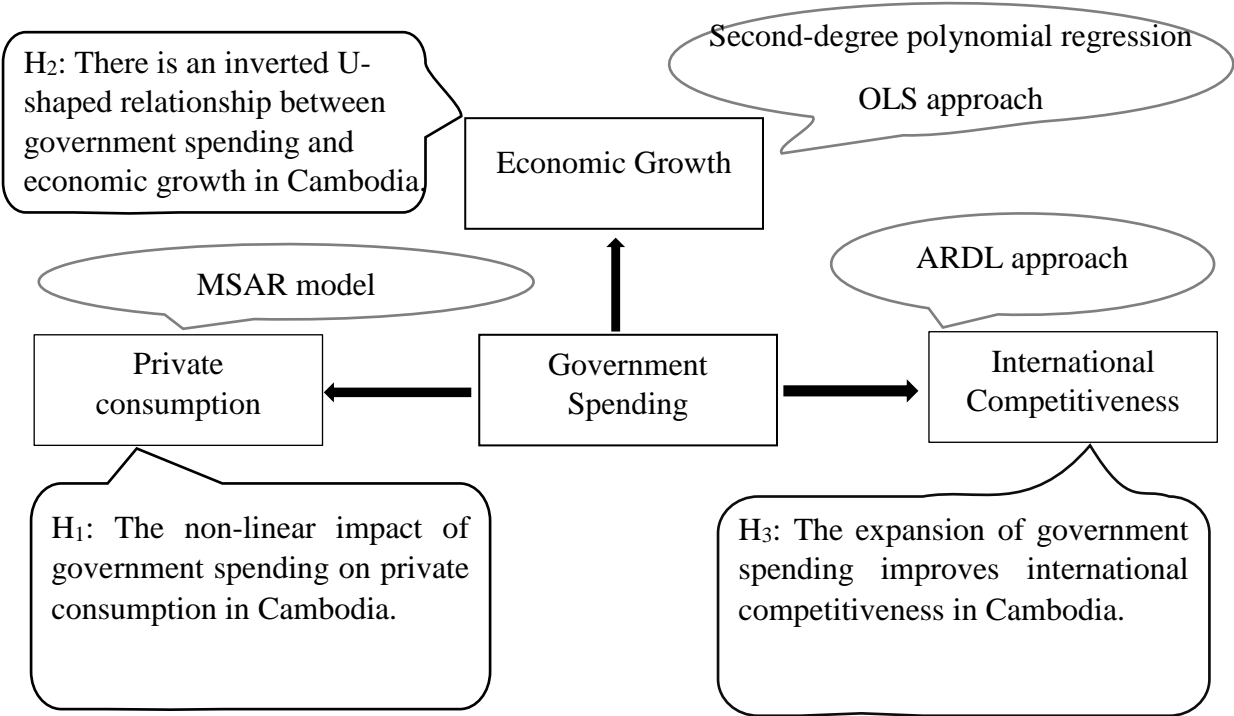 H₂: There is an inverted U-
shaped relationship between
government spending and
economic growth in Cambodia.
Second-degree polynomial regression
OLS approach
Economic Growth
MSAR model
ARDL approach
Private
consumption
Government
Spending
International
Competitiveness
H₁: The non-linear impact of
government spending on private
consumption in Cambodia.
H₃: The expansion of government
spending improves international
competitiveness in Cambodia.